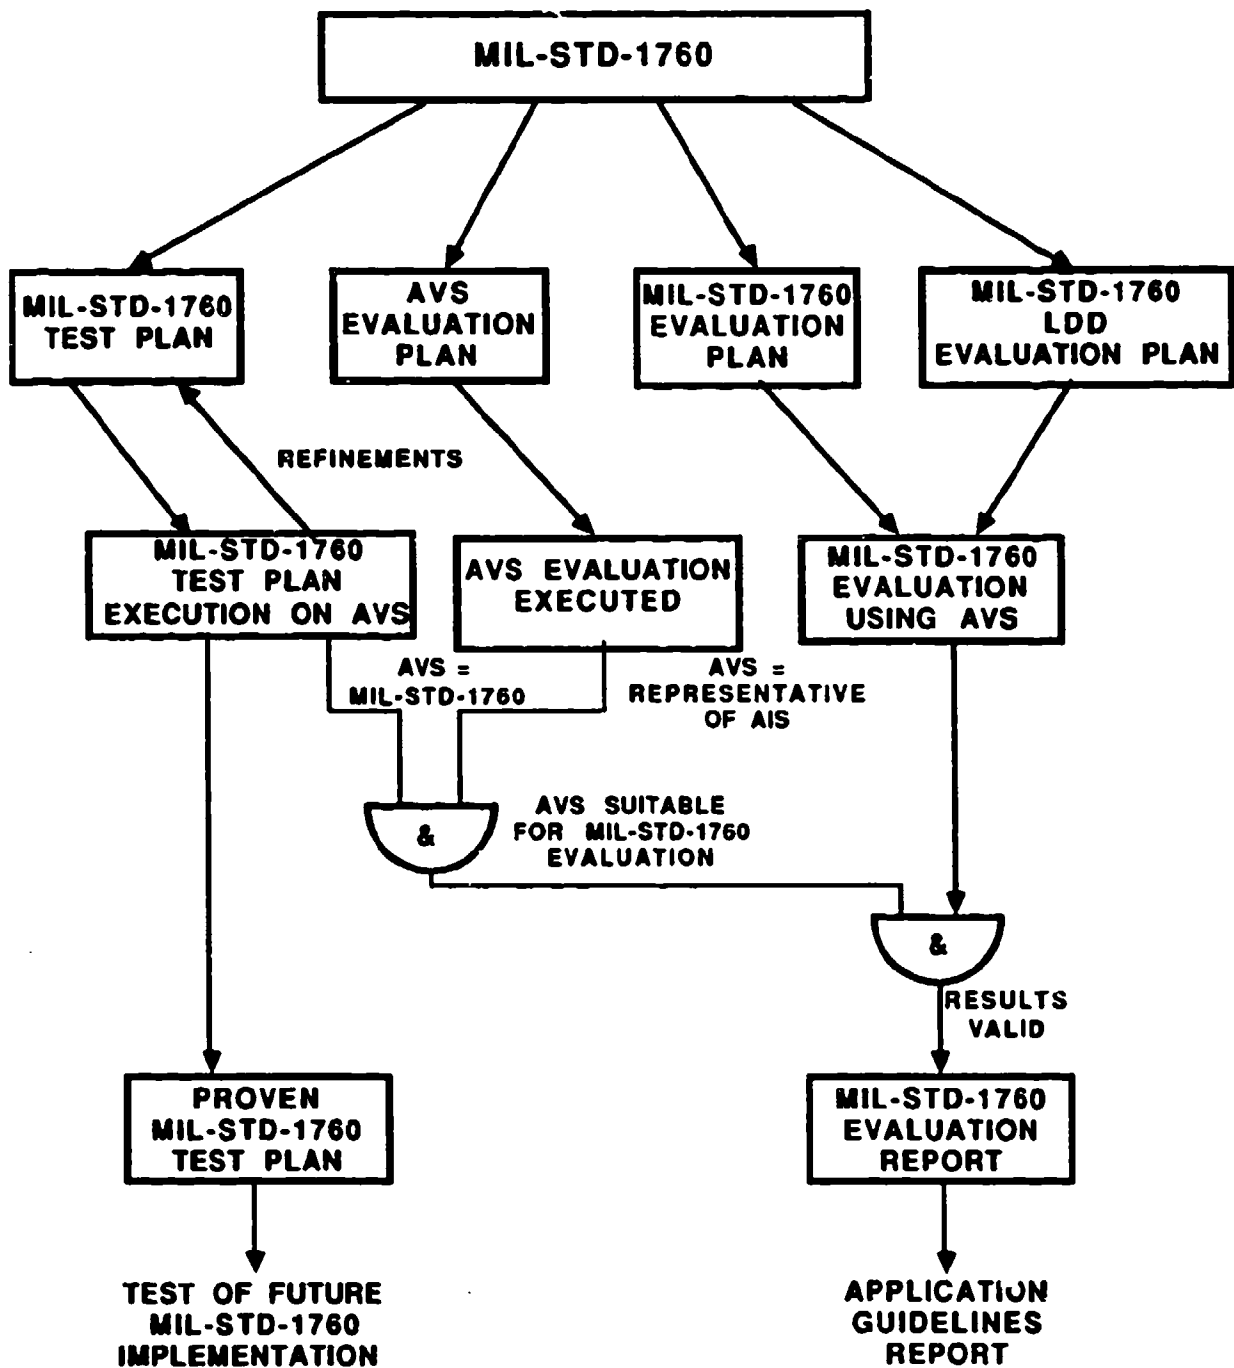 MIL-STD-1760
MIL-STD-1760
TEST PLAN
AVS
EVALUATION
PLAN
MIL-STD-1760
EVALUATION
PLAN
MIL-STD-1760
LDD
EVALUATION PLAN
REFINEMENTS
MIL-STD-1760
TEST PLAN
EXECUTION ON AVS
AVS EVALUATION
EXECUTED
MIL-STD-1760
EVALUATION
USING AVS
AVS =
MIL-STD-1760
AVS =
REPRESENTATIVE
OF AIS
&
AVS SUITABLE
FOR MIL-STD-1760
EVALUATION
&
RESULTS
VALID
PROVEN
MIL-STD-1760
TEST PLAN
MIL-STD-1760
EVALUATION
REPORT
TEST OF FUTURE
MIL-STD-1760
IMPLEMENTATION
APPLICATION
GUIDELINES
REPORT